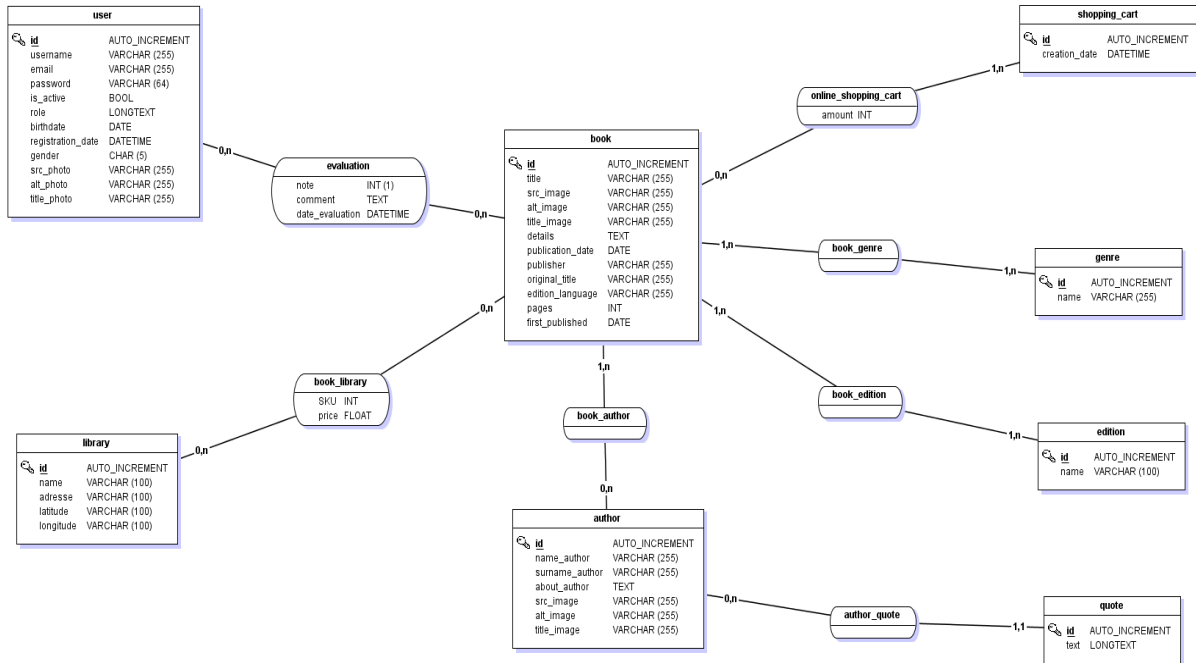 user
id AUTO_INCREMENT
username VARCHAR (255)
email VARCHAR (255)
password VARCHAR (64)
is_active BOOL
role LONGTEXT
birthdate DATE
registration_date DATETIME
gender CHAR (5)
src_photo VARCHAR (255)
alt_photo VARCHAR (255)
title_photo VARCHAR (255)
0,n
evaluation
note INT (1)
comment TEXT
date_evaluation DATETIME
0,n
book
id AUTO_INCREMENT
title VARCHAR (255)
src_image VARCHAR (255)
alt_image VARCHAR (255)
title_image VARCHAR (255)
details TEXT
publication_date DATE
publisher VARCHAR (255)
original_title VARCHAR (255)
edition_language VARCHAR (255)
pages INT
first_published DATE
0,n
online_shopping_cart
amount INT
1,n
shopping_cart
id AUTO_INCREMENT
creation_date DATETIME
1,n
book_genre
1,n
genre
id AUTO_INCREMENT
name VARCHAR (255)
1,n
book_edition
1,n
edition
id AUTO_INCREMENT
name VARCHAR (100)
0,n
book_library
SKU INT
price FLOAT
0,n
library
id AUTO_INCREMENT
name VARCHAR (100)
adresse VARCHAR (100)
latitude VARCHAR (100)
longitude VARCHAR (100)
1,n
book_author
0,n
author
id AUTO_INCREMENT
name_author VARCHAR (255)
surname_author VARCHAR (255)
about_author TEXT
src_image VARCHAR (255)
alt_image VARCHAR (255)
title_image VARCHAR (255)
0,n
author_quote
1,1
quote
id AUTO_INCREMENT
text LONGTEXT